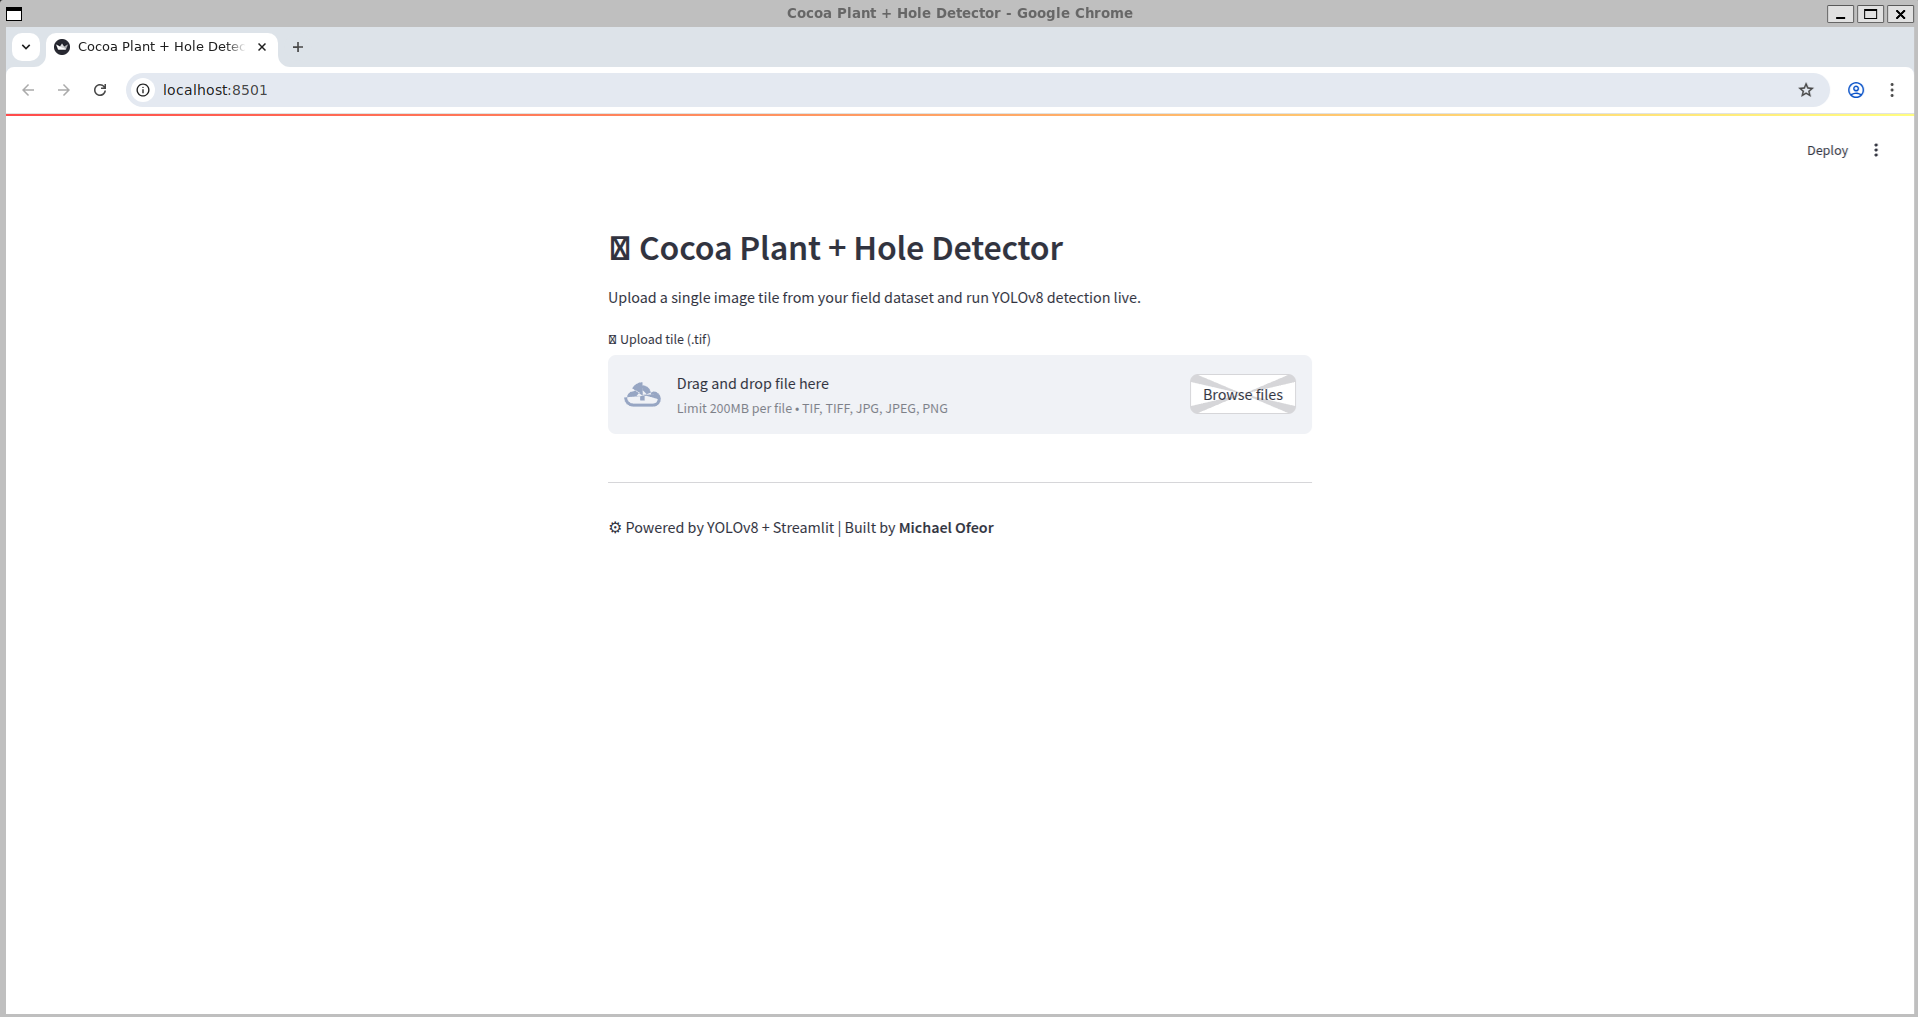 Cocoa Plant + Hole Detector - Google Chrome
Cocoa Plant + Hole Detec
localhost:8501
Deploy
Cocoa Plant + Hole Detector
Upload a single image tile from your field dataset and run YOLOv8 detection live.
Upload tile (.tif)
Drag and drop file here
Limit 200MB per file • TIF, TIFF, JPG, JPEG, PNG
Browse files
⚙ Powered by YOLOv8 + Streamlit | Built by Michael Ofeor